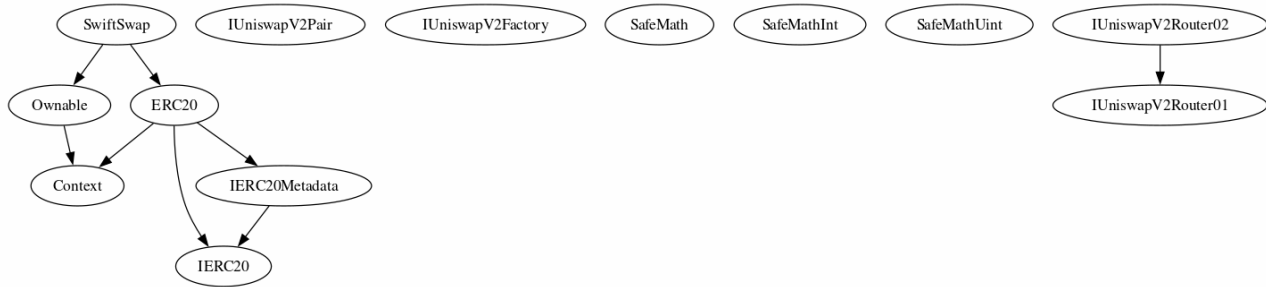 SwiftSwap
IUniswapV2Pair
IUniswapV2Factory
SafeMath
SafeMathInt
SafeMathUint
IUniswapV2Router02
Ownable
ERC20
IUniswapV2Router01
Context
IERC20Metadata
IERC20